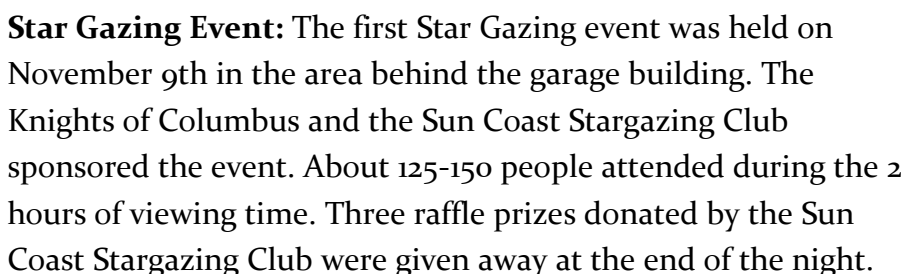 Star Gazing Event: The first Star Gazing event was held on
November 9th in the area behind the garage building. The
Knights of Columbus and the Sun Coast Stargazing Club
sponsored the event. About 125-150 people attended during the 2
hours of viewing time. Three raffle prizes donated by the Sun
Coast Stargazing Club were given away at the end of the night.